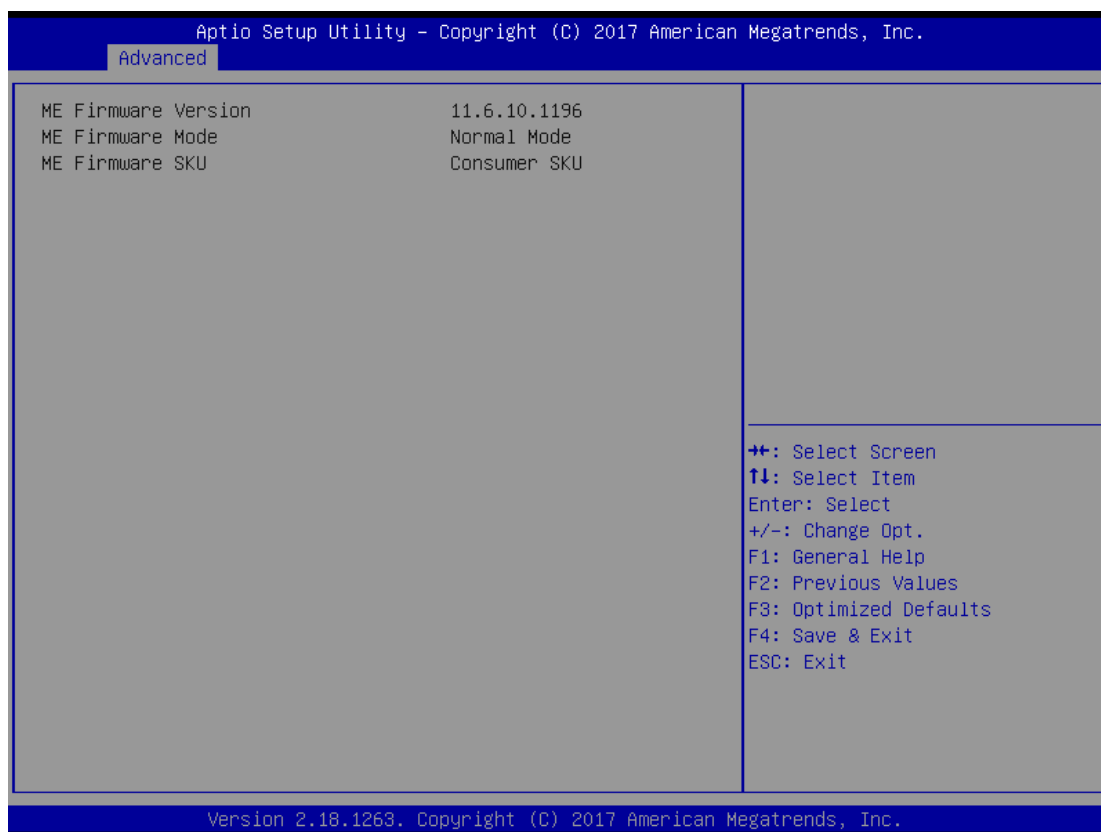 Aptio Setup Utility – Copyright (C) 2017 American Megatrends, Inc.
Advanced
ME Firmware Version 11.6.10.1196
ME Firmware Mode Normal Mode
ME Firmware SKU Consumer SKU
→←: Select Screen
↑↓: Select Item
Enter: Select
+/-: Change Opt.
F1: General Help
F2: Previous Values
F3: Optimized Defaults
F4: Save & Exit
ESC: Exit
Version 2.18.1263. Copyright (C) 2017 American Megatrends, Inc.